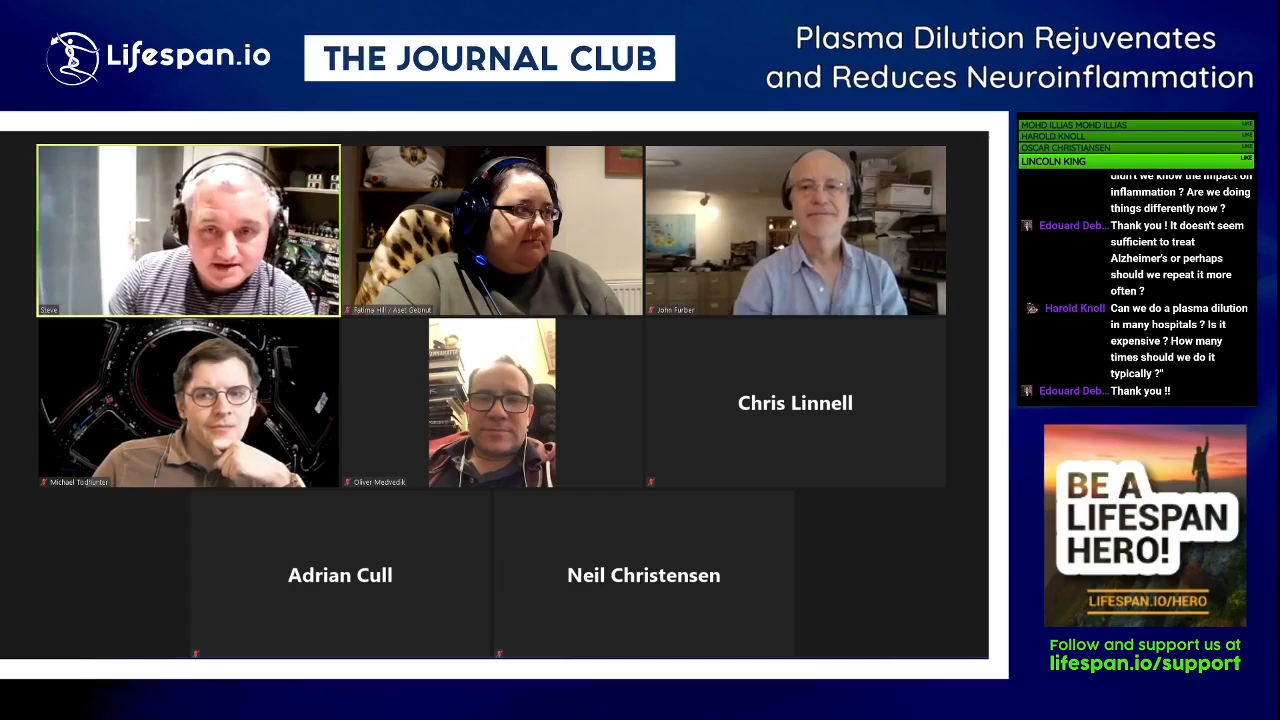 Lifespan.io
THE JOURNAL CLUB
Plasma Dilution Rejuvenates
and Reduces Neuroinflammation
MOHD ILLIAS MOHD ILLIAS LIKE
HAROLD KNOLL LIKE
OSCAR CHRISTIANSEN LIKE
LINCOLN KING LIKE
didn't we know the impact on
inflammation ? Are we doing
things differently now ?
Edouard Deb... Thank you ! It doesn't seem
sufficient to treat
Alzheimer's or perhaps
should we repeat it more
often ?
Harold Knoll Can we do a plasma dilution
in many hospitals ? Is it
expensive ? How many
times should we do it
typically ?"
Edouard Deb... Thank you !!
Steve
Fatima Hill / Aset Gebnut
John Furber
Michael Todhunter
Oliver Medvedik
Chris Linnell
Adrian Cull
Neil Christensen
BE A
LIFESPAN
HERO!
LIFESPAN.IO/HERO
Follow and support us at
lifespan.io/support